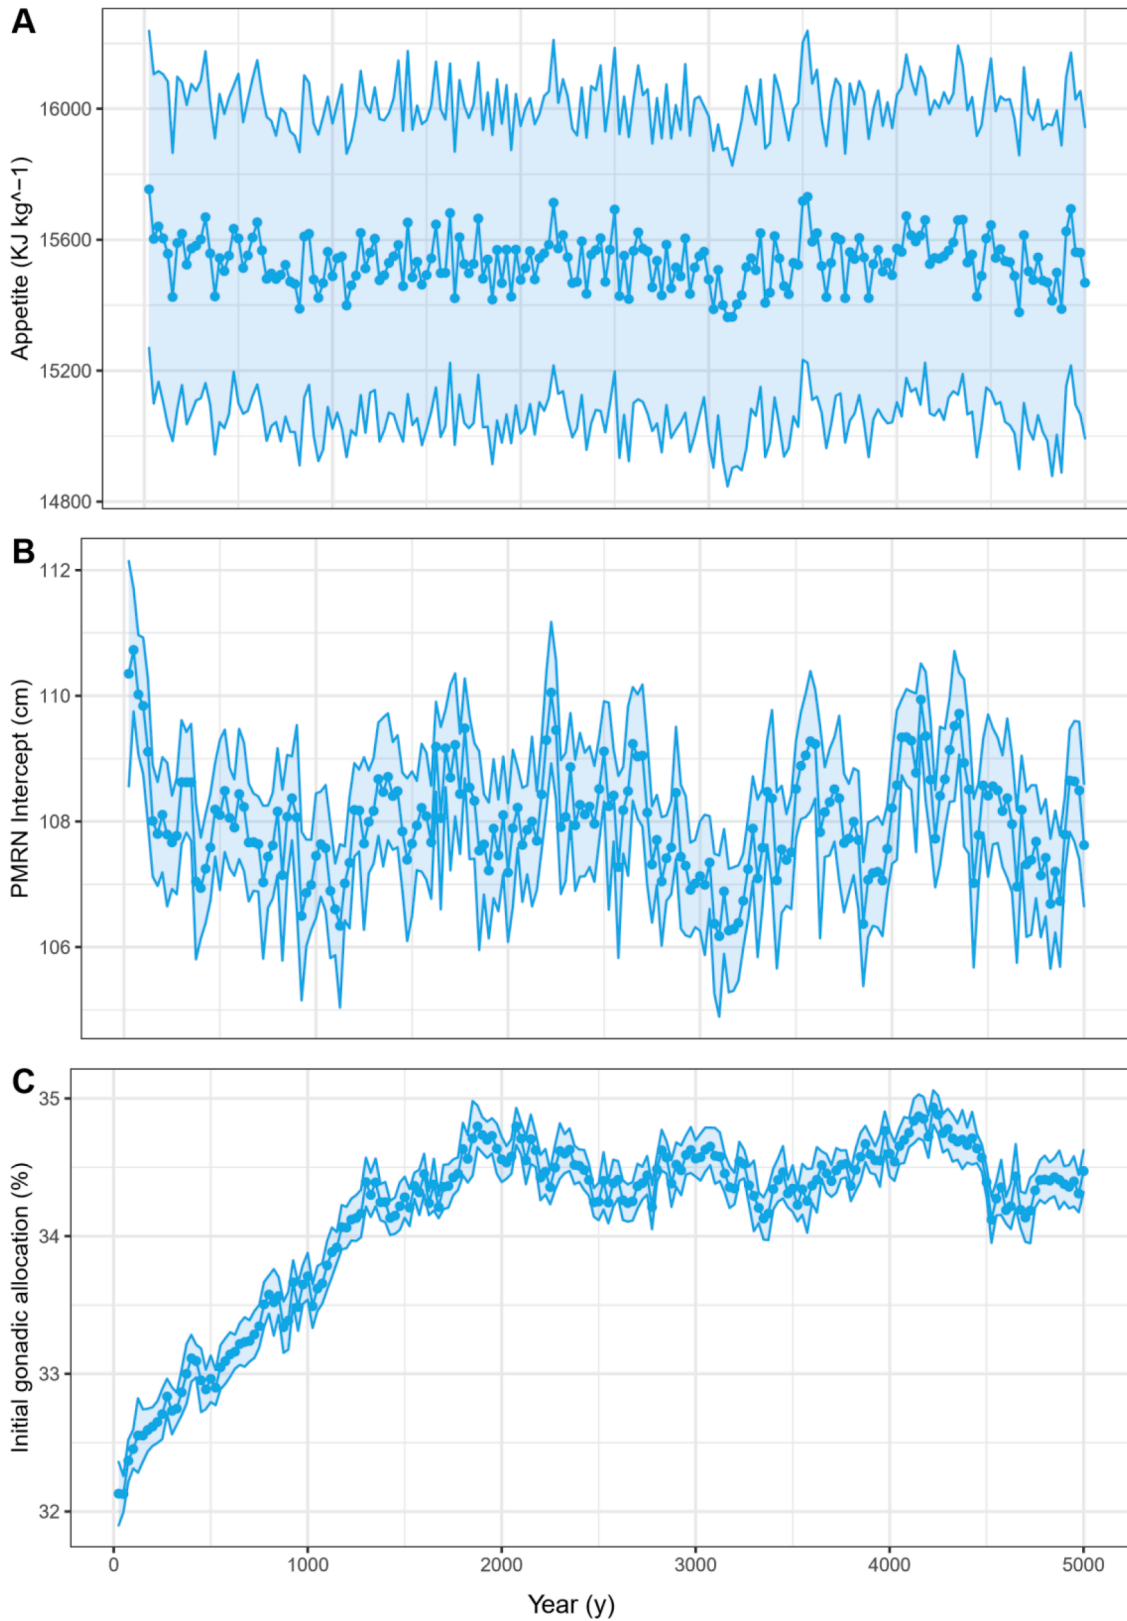 A
Appetite (KJ kg^−1)
16000
15600
15200
14800
B
PMRN Intercept (cm)
112
110
108
106
C
Initial gonadic allocation (%)
35
34
33
32
0 1000 2000 3000 4000 5000
Year (y)